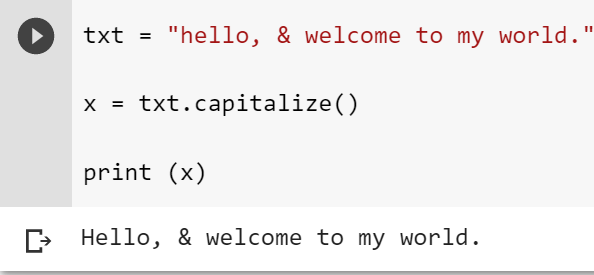 txt = "hello, & welcome to my world."
x = txt.capitalize()
print (x)
Hello, & welcome to my world.